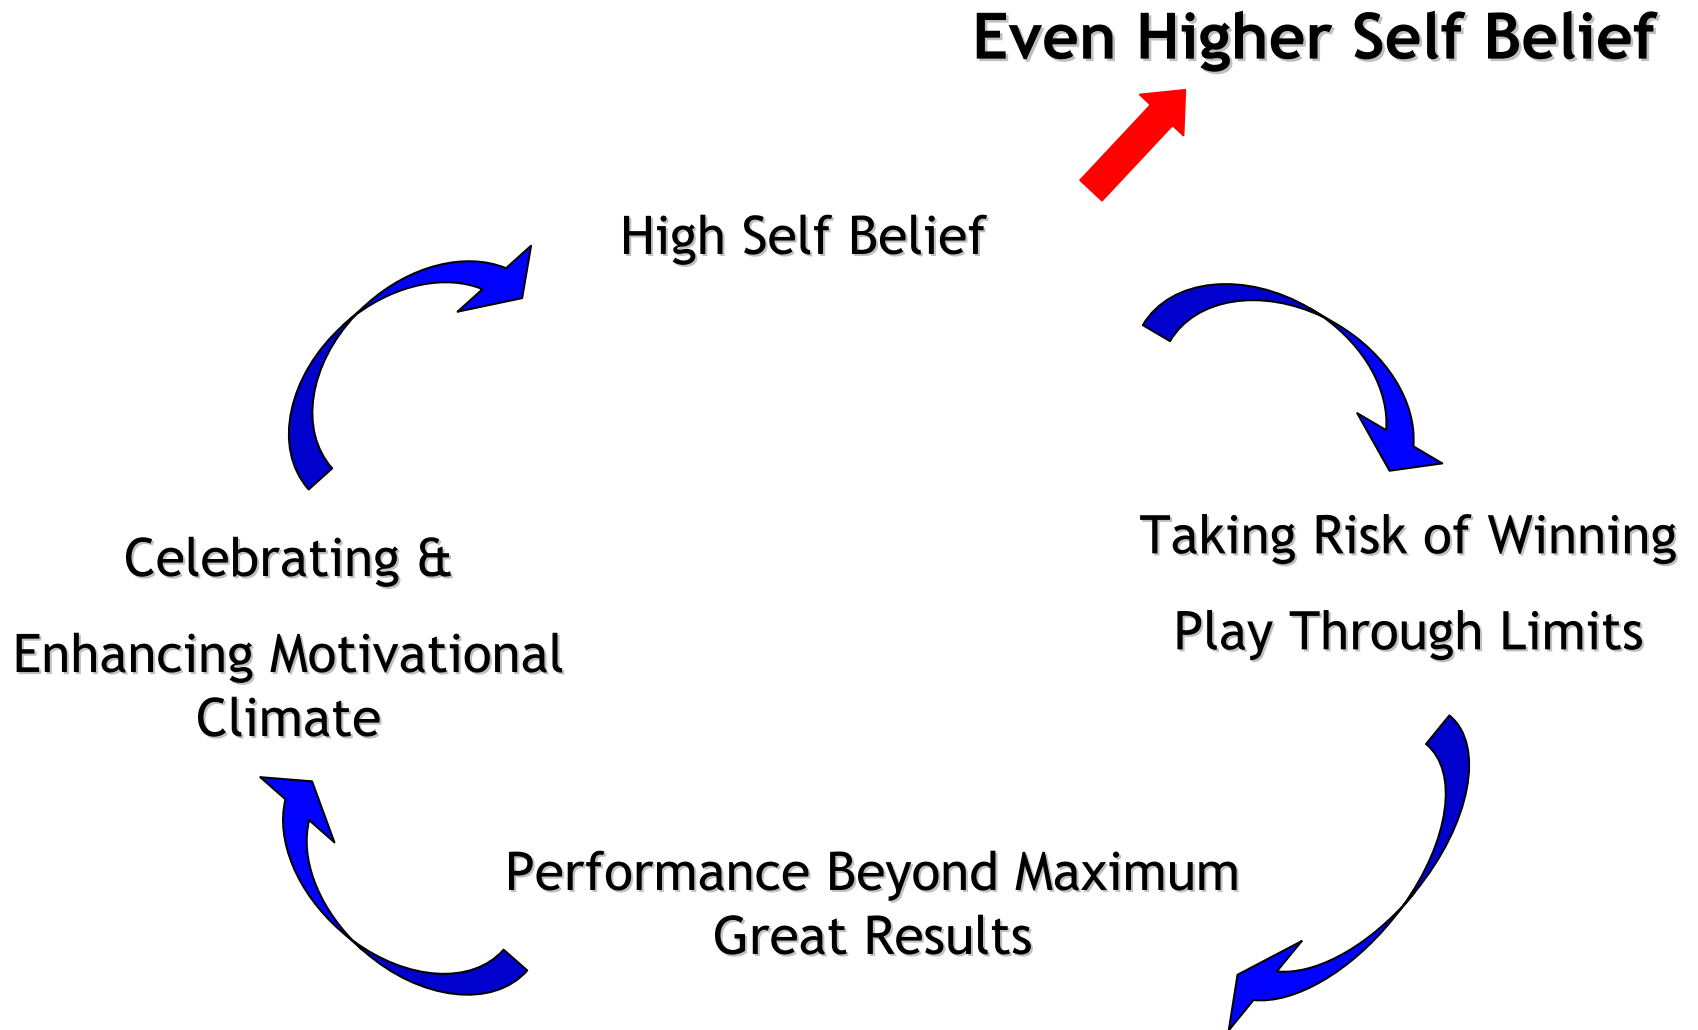 Even Higher Self Belief
High Self Belief
Taking Risk of Winning
Play Through Limits
Performance Beyond Maximum
Great Results
Celebrating &
Enhancing Motivational
Climate